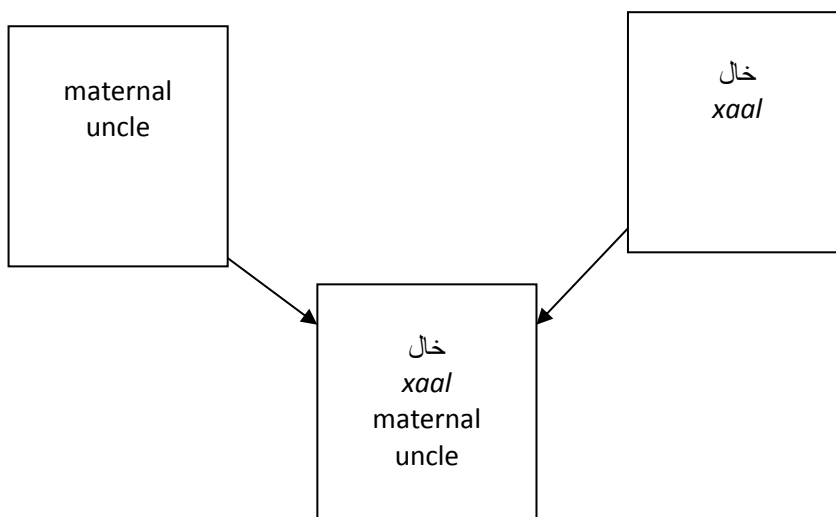 maternal
uncle
خال
xaal
خال
xaal
maternal
uncle